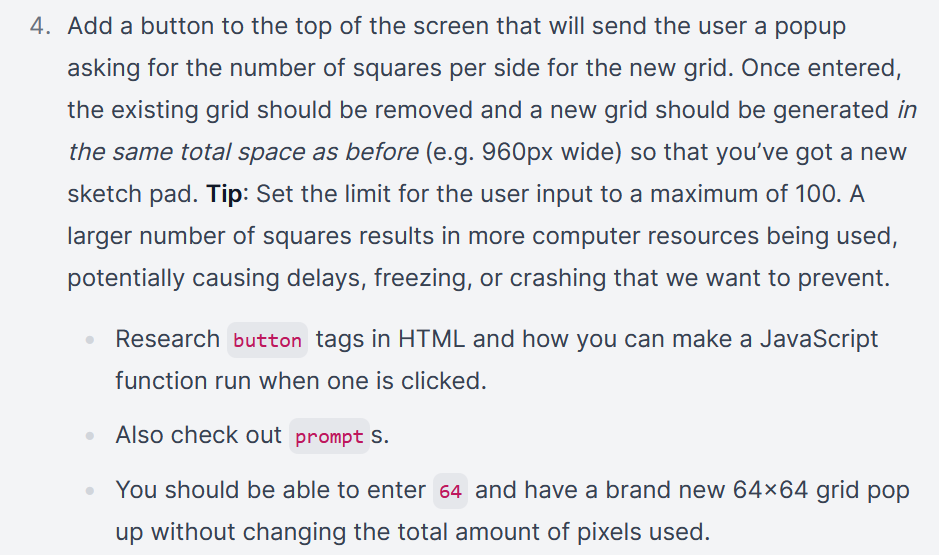 4. Add a button to the top of the screen that will send the user a popup
asking for the number of squares per side for the new grid. Once entered,
the existing grid should be removed and a new grid should be generated in
the same total space as before (e.g. 960px wide) so that you’ve got a new
sketch pad. Tip: Set the limit for the user input to a maximum of 100. A
larger number of squares results in more computer resources being used,
potentially causing delays, freezing, or crashing that we want to prevent.
Research button tags in HTML and how you can make a JavaScript
function run when one is clicked.
Also check out prompts.
You should be able to enter 64 and have a brand new 64×64 grid pop
up without changing the total amount of pixels used.